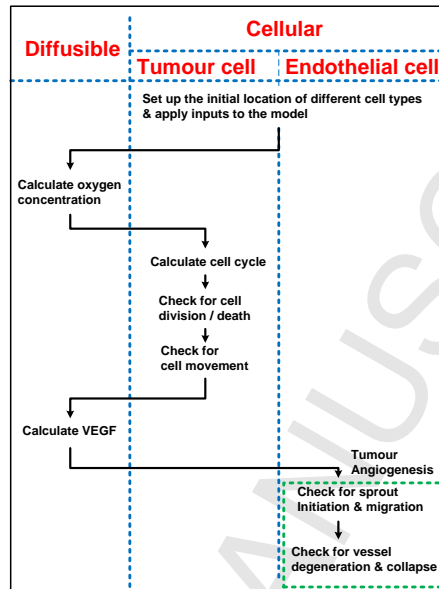 Cellular
Diffusible
Tumour cell
Endothelial cell
Set up the initial location of different cell types
& apply inputs to the model
Calculate oxygen
concentration
Calculate cell cycle
Check for cell
division / death
Check for
cell movement
Calculate VEGF
Tumour
Angiogenesis
Check for sprout
Initiation & migration
Check for vessel
degeneration & collapse